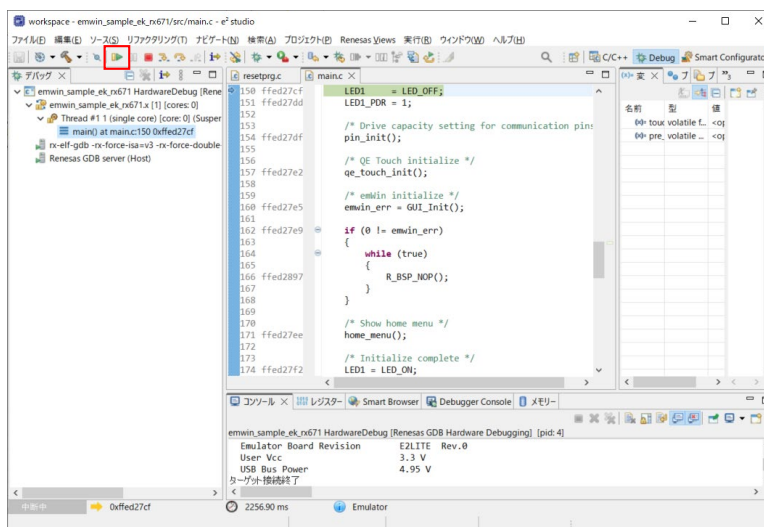 workspace - emwin_sample_ek_rx671/src/main.c - e² studio
ファイル(F) 編集(E) ソース(S) リファクタリング(T) ナビゲート(N) 検索(A) プロジェクト(P) Renesas Views 実行(R) ウィンドウ(W) ヘルプ(H)
C/C++ Debug Smart Configurato
デバッグ
emwin_sample_ek_rx671 HardwareDebug [Rene
emwin_sample_ek_rx671.x [1] [cores: 0]
Thread #1 1 (single core) [core: 0] (Susper
main() at main.c:150 0xffed27cf
rx-elf-gdb -rx-force-isa=v3 -rx-force-double
Renesas GDB server (Host)
resetprg.c main.c
150 ffed27cf LED1 = LED_OFF;
151 ffed27dd LED1_PDR = 1;
152
153 /* Drive capacity setting for communication pins
154 ffed27df pin_init();
155
156 /* QE Touch initialize */
157 ffed27e2 qe_touch_init();
158
159 /* emWin initialize */
160 ffed27e5 emwin_err = GUI_Init();
161
162 ffed27e9 if (0 != emwin_err)
163 {
164 while (true)
165 {
166 ffed2897 R_BSP_NOP();
167 }
168 }
169
170 /* Show home menu */
171 ffed27ee home_menu();
172
173 /* Initialize complete */
174 ffed27f2 LED1 = LED_ON;
変 ブ ブ
名前 型 値
touc volatile f... <op
pre_ volatile ... <op
コンソール レジスター Smart Browser Debugger Console メモリー
emwin_sample_ek_rx671 HardwareDebug [Renesas GDB Hardware Debugging] [pid: 4]
Emulator Board Revision E2LITE Rev.0
User Vcc 3.3 V
USB Bus Power 4.95 V
ターゲット接続終了
中断中 0xffed27cf 2256.90 ms Emulator